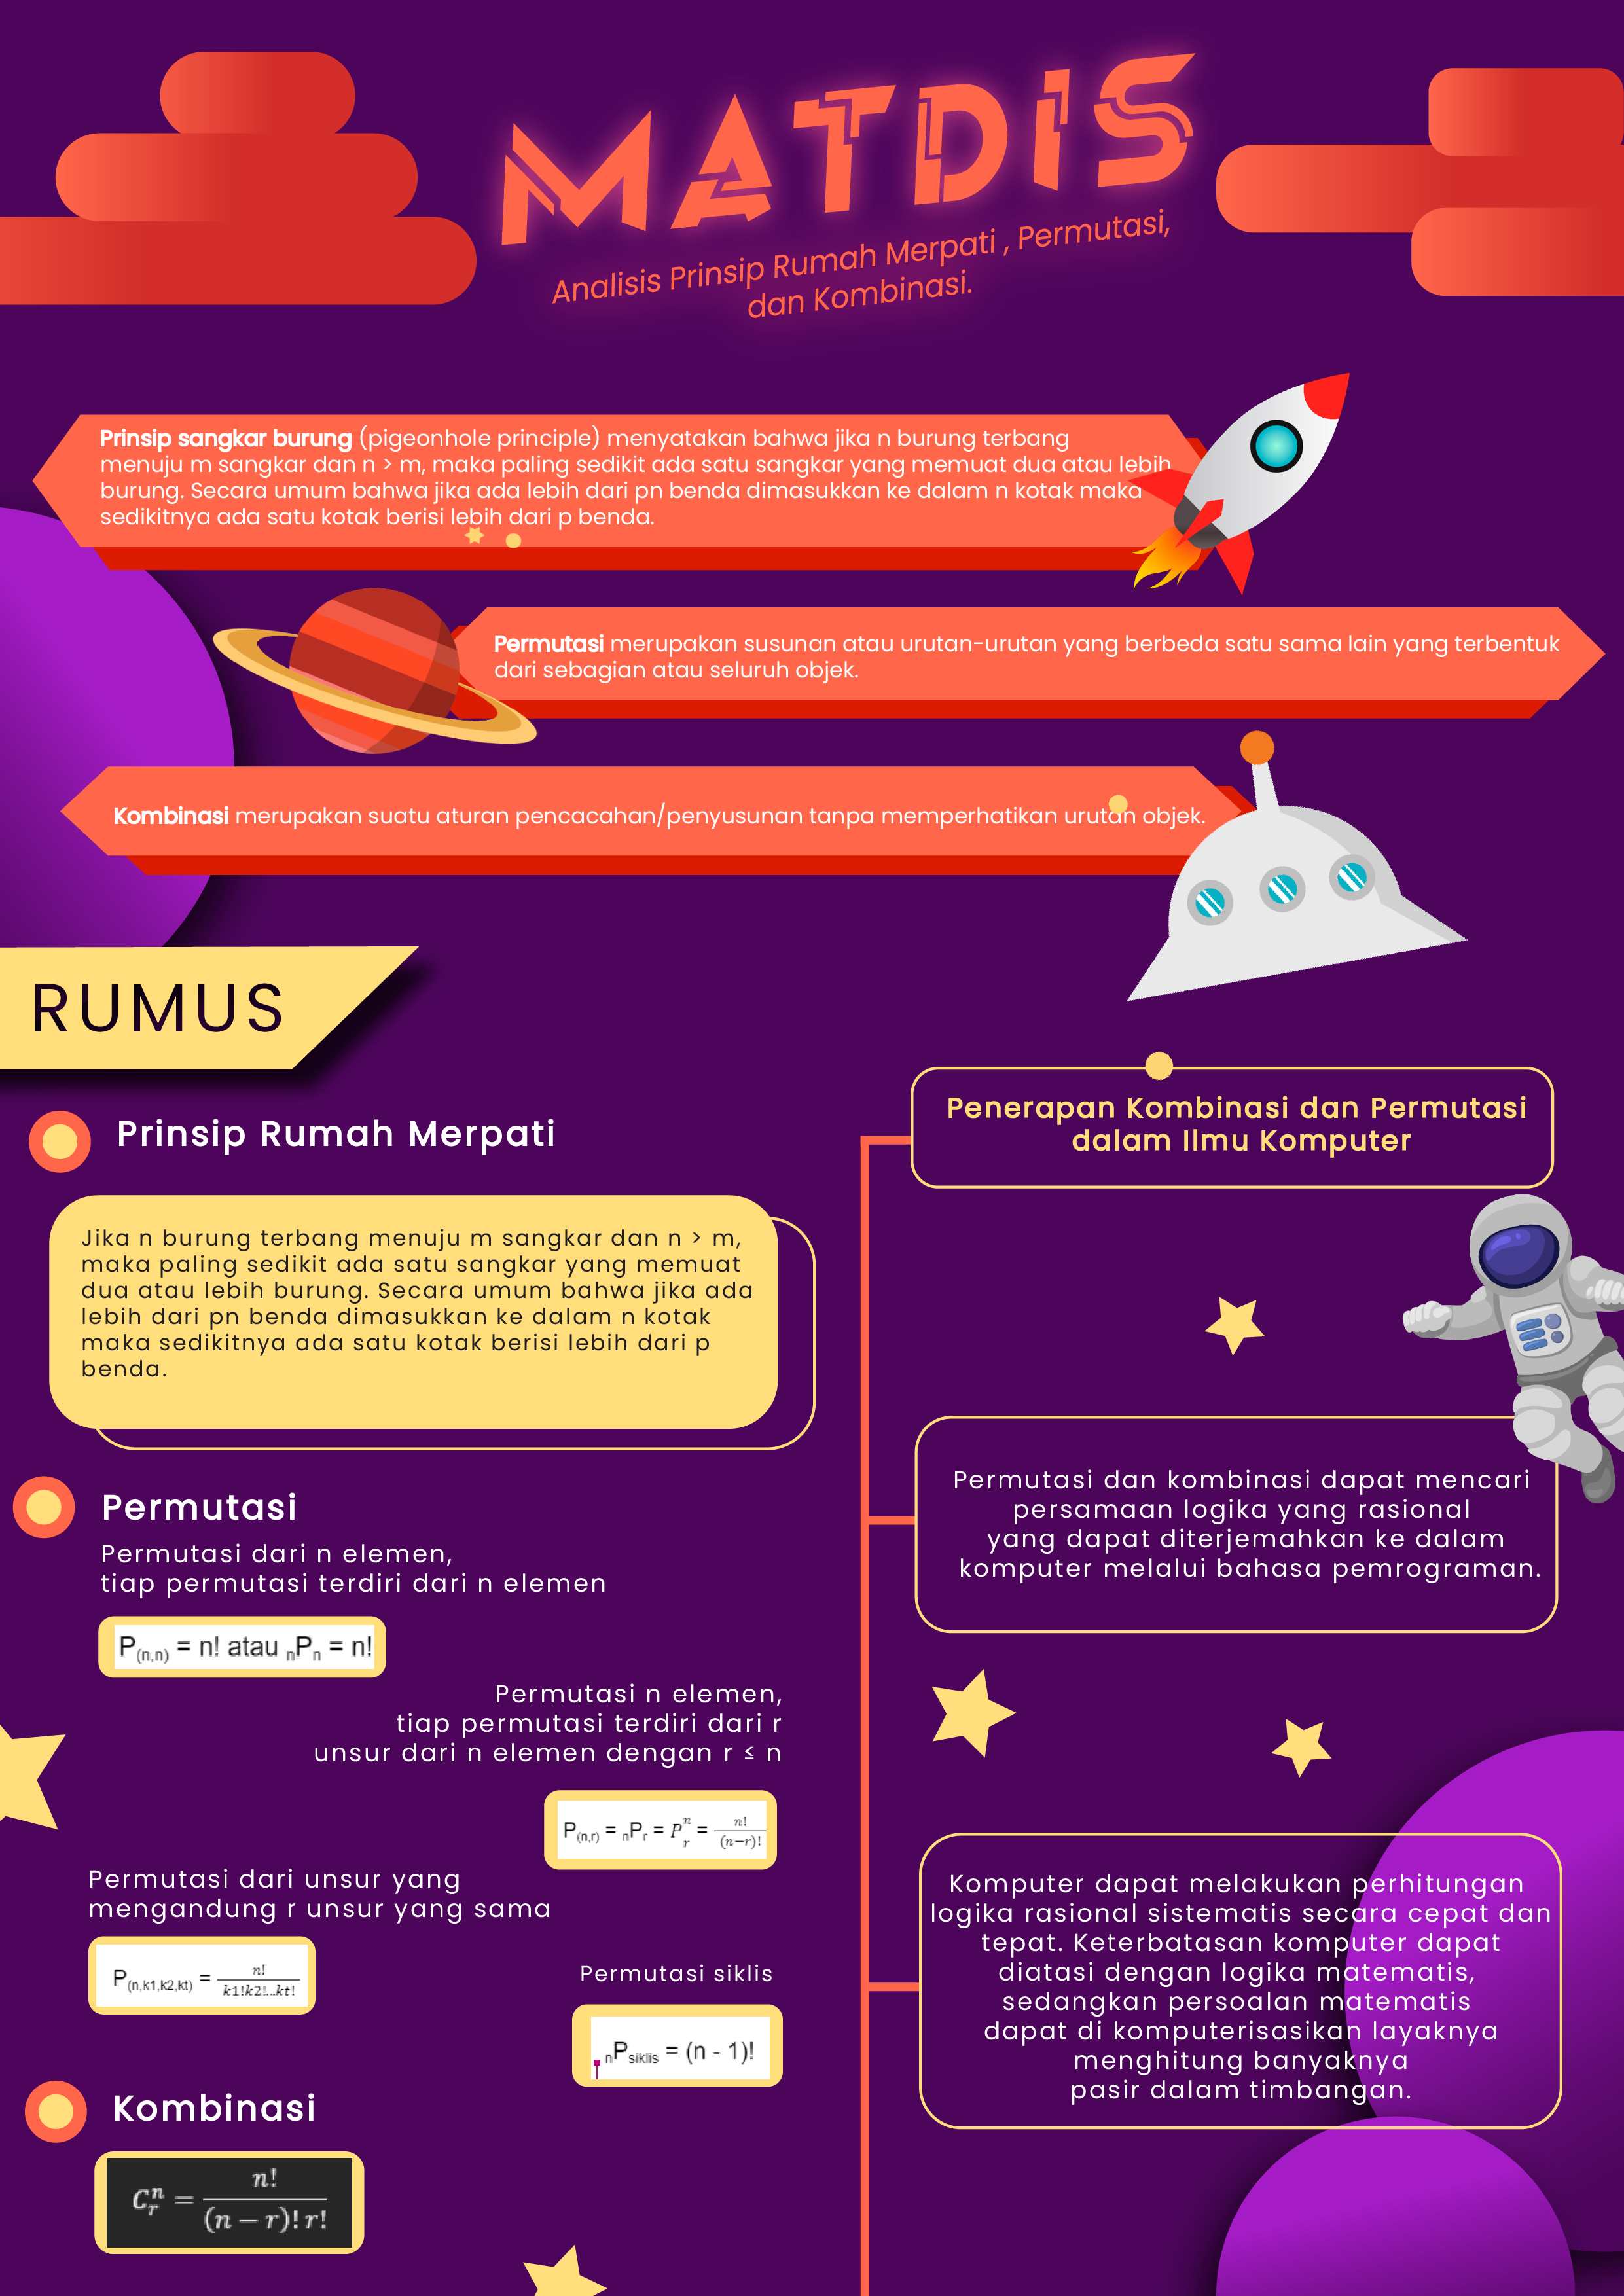 MATDIS
Analisis Prinsip Rumah Merpati , Permutasi,
dan Kombinasi.
Prinsip sangkar burung (pigeonhole principle) menyatakan bahwa jika n burung terbang
menuju m sangkar dan n > m, maka paling sedikit ada satu sangkar yang memuat dua atau lebih
burung. Secara umum bahwa jika ada lebih dari pn benda dimasukkan ke dalam n kotak maka
sedikitnya ada satu kotak berisi lebih dari p benda.
Permutasi merupakan susunan atau urutan-urutan yang berbeda satu sama lain yang terbentuk
dari sebagian atau seluruh objek.
Kombinasi merupakan suatu aturan pencacahan/penyusunan tanpa memperhatikan urutan objek.
RUMUS
Prinsip Rumah Merpati
Jika n burung terbang menuju m sangkar dan n > m,
maka paling sedikit ada satu sangkar yang memuat
dua atau lebih burung. Secara umum bahwa jika ada
lebih dari pn benda dimasukkan ke dalam n kotak
maka sedikitnya ada satu kotak berisi lebih dari p
benda.
Permutasi
Permutasi dari n elemen,
tiap permutasi terdiri dari n elemen
P(n,n) = n! atau nPn = n!
Permutasi n elemen,
tiap permutasi terdiri dari r
unsur dari n elemen dengan r ≤ n
P(n,r) = nPr = P^n_r = n!/(n−r)!
Permutasi dari unsur yang
mengandung r unsur yang sama
P(n,k1,k2,kt) = n!/k1!k2!...kt!
Permutasi siklis
nPsiklis = (n - 1)!
Kombinasi
C^n_r = n!/(n − r)! r!
Penerapan Kombinasi dan Permutasi
dalam Ilmu Komputer
Permutasi dan kombinasi dapat mencari
persamaan logika yang rasional
yang dapat diterjemahkan ke dalam
komputer melalui bahasa pemrograman.
Komputer dapat melakukan perhitungan
logika rasional sistematis secara cepat dan
tepat. Keterbatasan komputer dapat
diatasi dengan logika matematis,
sedangkan persoalan matematis
dapat di komputerisasikan layaknya
menghitung banyaknya
pasir dalam timbangan.